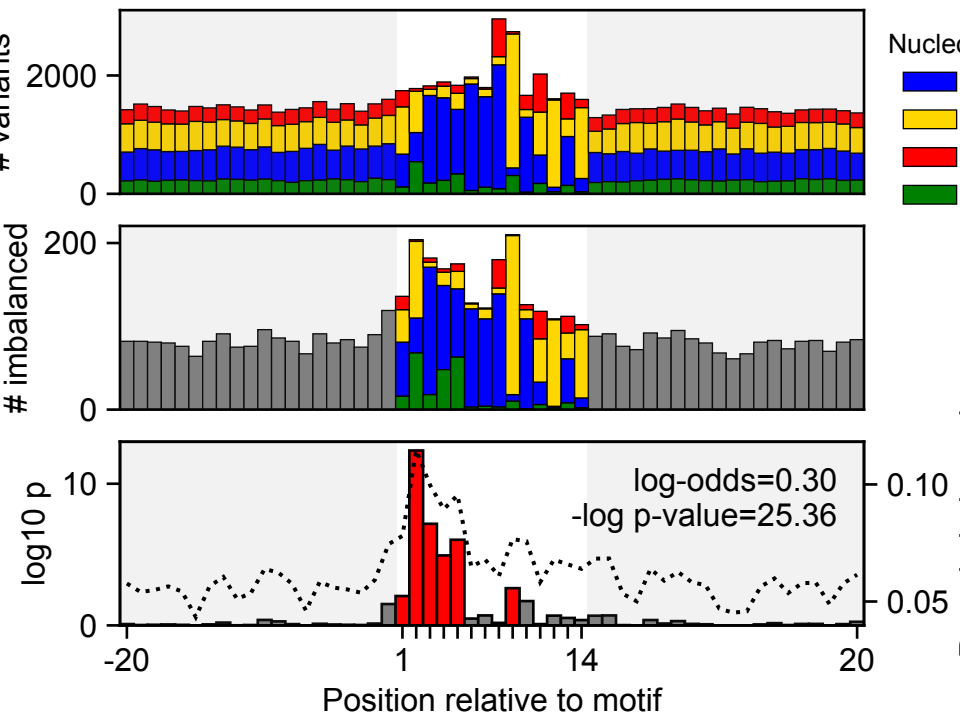 # variants
2000
0
Nucleo
# imbalanced
200
0
log10 p
10
0
log-odds=0.30
-log p-value=25.36
0.10
0.05
-20
1
14
20
Position relative to motif